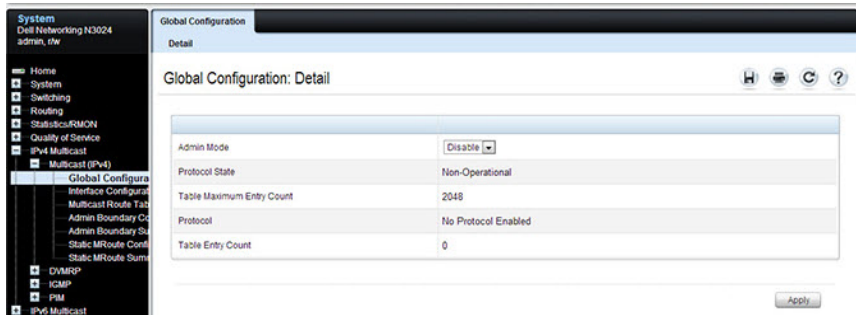 System
Dell Networking N3024
admin, r/w
Home
System
Switching
Routing
Statistics/RMON
Quality of Service
IPv4 Multicast
Multicast (IPv4)
Global Configura
Interface Configurat
Multicast Route Tab
Admin Boundary Co
Admin Boundary Su
Static MRoute Confi
Static MRoute Summ
DVMRP
IGMP
PIM
IPv6 Multicast
Global Configuration
Detail
Global Configuration: Detail
?
Admin Mode Disable
Protocol State Non-Operational
Table Maximum Entry Count 2048
Protocol No Protocol Enabled
Table Entry Count 0
Apply